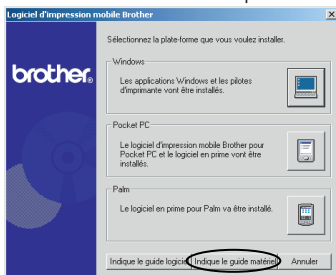 Logiciel d'impression mobile Brother
Sélectionnez la plate-forme que vous voulez installer.
brother.
Windows
Les applications Windows et les pilotes
d'imprimante vont être installés.
Pocket PC
Le logiciel d'impression mobile Brother pour
Pocket PC et le logiciel en prime vont être
installés.
Palm
Le logiciel en prime pour Palm va être installé.
Indique le guide logiciel Indique le guide matériel Annuler